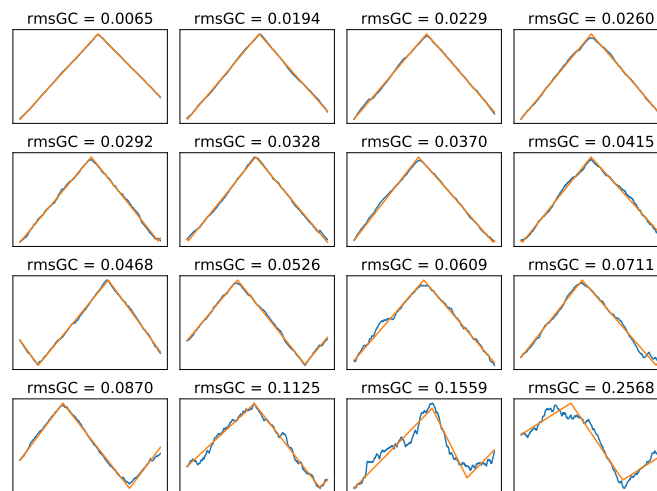 rmsGC = 0.0065 rmsGC = 0.0194 rmsGC = 0.0229 rmsGC = 0.0260
rmsGC = 0.0292 rmsGC = 0.0328 rmsGC = 0.0370 rmsGC = 0.0415
rmsGC = 0.0468 rmsGC = 0.0526 rmsGC = 0.0609 rmsGC = 0.0711
rmsGC = 0.0870 rmsGC = 0.1125 rmsGC = 0.1559 rmsGC = 0.2568